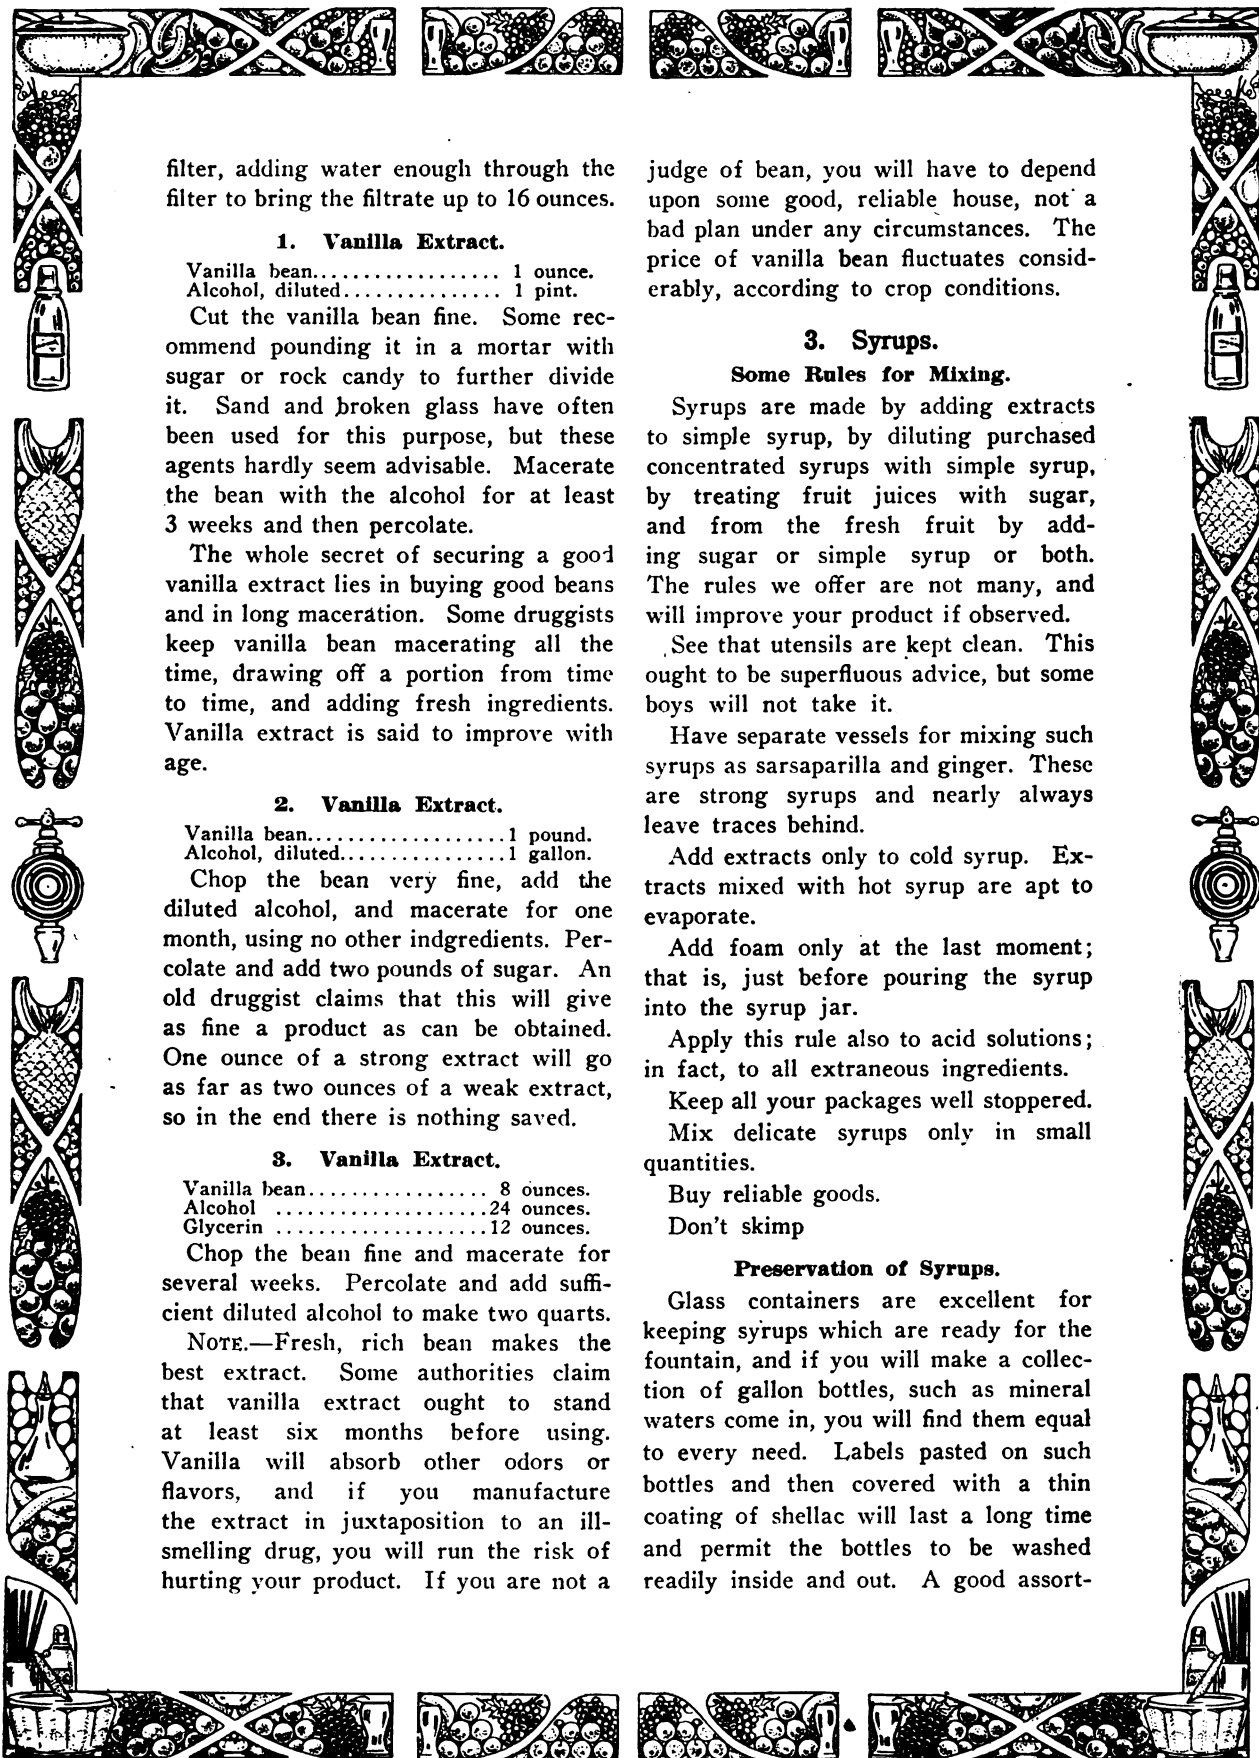 filter, adding water enough through the
filter to bring the filtrate up to 16 ounces.
1. Vanilla Extract.
Vanilla bean.................. 1 ounce.
Alcohol, diluted............... 1 pint.
Cut the vanilla bean fine. Some rec-
ommend pounding it in a mortar with
sugar or rock candy to further divide
it. Sand and broken glass have often
been used for this purpose, but these
agents hardly seem advisable. Macerate
the bean with the alcohol for at least
3 weeks and then percolate.
The whole secret of securing a good
vanilla extract lies in buying good beans
and in long maceration. Some druggists
keep vanilla bean macerating all the
time, drawing off a portion from time
to time, and adding fresh ingredients.
Vanilla extract is said to improve with
age.
2. Vanilla Extract.
Vanilla bean...................1 pound.
Alcohol, diluted................1 gallon.
Chop the bean very fine, add the
diluted alcohol, and macerate for one
month, using no other indgredients. Per-
colate and add two pounds of sugar. An
old druggist claims that this will give
as fine a product as can be obtained.
One ounce of a strong extract will go
as far as two ounces of a weak extract,
so in the end there is nothing saved.
3. Vanilla Extract.
Vanilla bean................. 8 ounces.
Alcohol ....................24 ounces.
Glycerin ....................12 ounces.
Chop the bean fine and macerate for
several weeks. Percolate and add suffi-
cient diluted alcohol to make two quarts.
NOTE.—Fresh, rich bean makes the
best extract. Some authorities claim
that vanilla extract ought to stand
at least six months before using.
Vanilla will absorb other odors or
flavors, and if you manufacture
the extract in juxtaposition to an ill-
smelling drug, you will run the risk of
hurting your product. If you are not a
judge of bean, you will have to depend
upon some good, reliable house, not a
bad plan under any circumstances. The
price of vanilla bean fluctuates consid-
erably, according to crop conditions.
3. Syrups.
Some Rules for Mixing.
Syrups are made by adding extracts
to simple syrup, by diluting purchased
concentrated syrups with simple syrup,
by treating fruit juices with sugar,
and from the fresh fruit by add-
ing sugar or simple syrup or both.
The rules we offer are not many, and
will improve your product if observed.
See that utensils are kept clean. This
ought to be superfluous advice, but some
boys will not take it.
Have separate vessels for mixing such
syrups as sarsaparilla and ginger. These
are strong syrups and nearly always
leave traces behind.
Add extracts only to cold syrup. Ex-
tracts mixed with hot syrup are apt to
evaporate.
Add foam only at the last moment;
that is, just before pouring the syrup
into the syrup jar.
Apply this rule also to acid solutions;
in fact, to all extraneous ingredients.
Keep all your packages well stoppered.
Mix delicate syrups only in small
quantities.
Buy reliable goods.
Don't skimp
Preservation of Syrups.
Glass containers are excellent for
keeping syrups which are ready for the
fountain, and if you will make a collec-
tion of gallon bottles, such as mineral
waters come in, you will find them equal
to every need. Labels pasted on such
bottles and then covered with a thin
coating of shellac will last a long time
and permit the bottles to be washed
readily inside and out. A good assort-